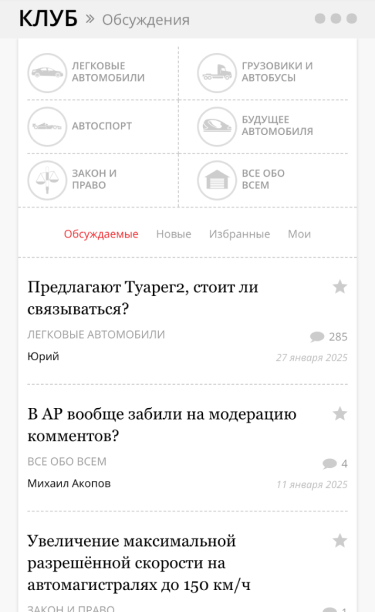 КЛУБ » Обсуждения
ЛЕГКОВЫЕ
АВТОМОБИЛИ
ГРУЗОВИКИ И
АВТОБУСЫ
АВТОСПОРТ
БУДУЩЕЕ
АВТОМОБИЛЯ
ЗАКОН И
ПРАВО
ВСЕ ОБО
ВСЕМ
Обсуждаемые Новые Избранные Мои
Предлагают Туарег2, стоит ли
связываться?
ЛЕГКОВЫЕ АВТОМОБИЛИ 285
Юрий 27 января 2025
В АР вообще забили на модерацию
комментов?
ВСЕ ОБО ВСЕМ 4
Михаил Акопов 11 января 2025
Увеличение максимальной
разрешённой скорости на
автомагистралях до 150 км/ч
ЗАКОН И ПРАВО 1